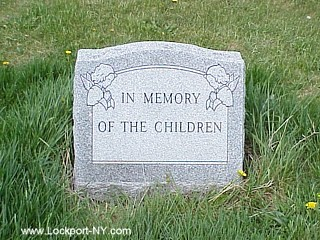 IN MEMORY
OF THE CHILDREN
www.Lockport-NY.com